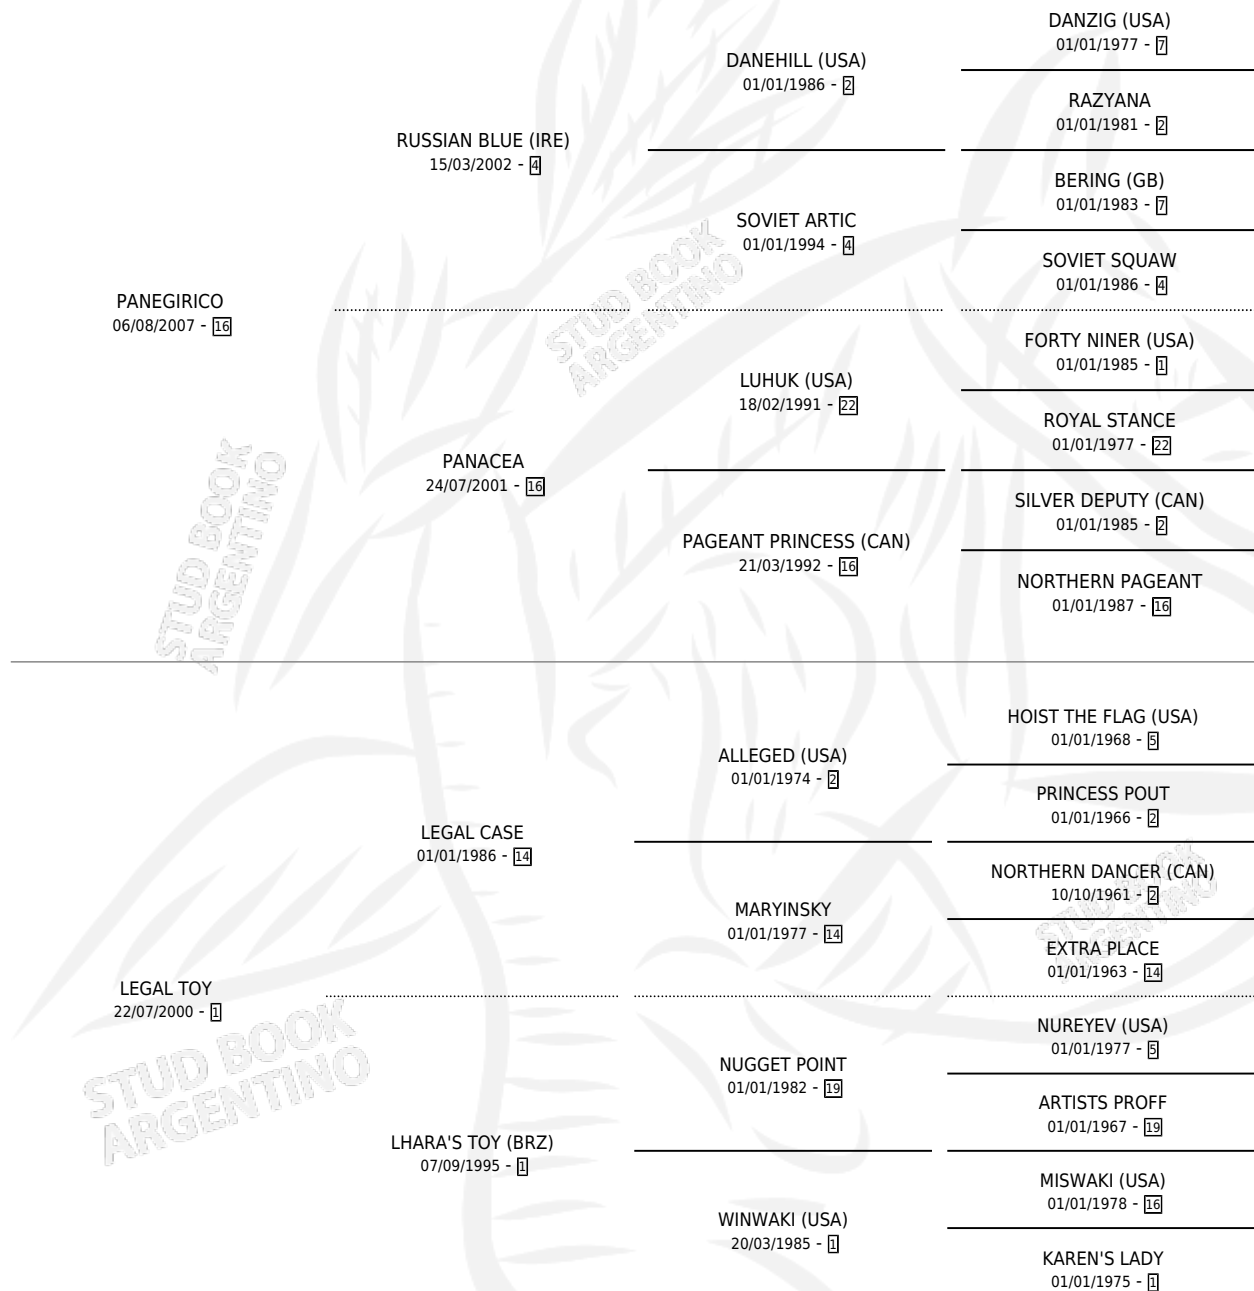 DANZIG (USA)
01/01/1977 - 7
DANEHILL (USA)
01/01/1986 - 2
RAZYANA
01/01/1981 - 2
RUSSIAN BLUE (IRE)
15/03/2002 - 4
BERING (GB)
01/01/1983 - 7
SOVIET ARTIC
01/01/1994 - 4
SOVIET SQUAW
01/01/1986 - 4
PANEGIRICO
06/08/2007 - 16
FORTY NINER (USA)
01/01/1985 - 1
LUHUK (USA)
18/02/1991 - 22
ROYAL STANCE
01/01/1977 - 22
PANACEA
24/07/2001 - 16
SILVER DEPUTY (CAN)
01/01/1985 - 2
PAGEANT PRINCESS (CAN)
21/03/1992 - 16
NORTHERN PAGEANT
01/01/1987 - 16
HOIST THE FLAG (USA)
01/01/1968 - 5
ALLEGED (USA)
01/01/1974 - 2
PRINCESS POUT
01/01/1966 - 2
LEGAL CASE
01/01/1986 - 14
NORTHERN DANCER (CAN)
10/10/1961 - 2
MARYINSKY
01/01/1977 - 14
EXTRA PLACE
01/01/1963 - 14
LEGAL TOY
22/07/2000 - 1
NUREYEV (USA)
01/01/1977 - 5
NUGGET POINT
01/01/1982 - 19
ARTISTS PROFF
01/01/1967 - 19
LHARA'S TOY (BRZ)
07/09/1995 - 1
MISWAKI (USA)
01/01/1978 - 16
WINWAKI (USA)
20/03/1985 - 1
KAREN'S LADY
01/01/1975 - 1
STUD BOOK
ARGENTINO
STUD BOOK
ARGENTINO
STUD BOOK
ARGENTINO
STUD BOOK
ARGENTINO